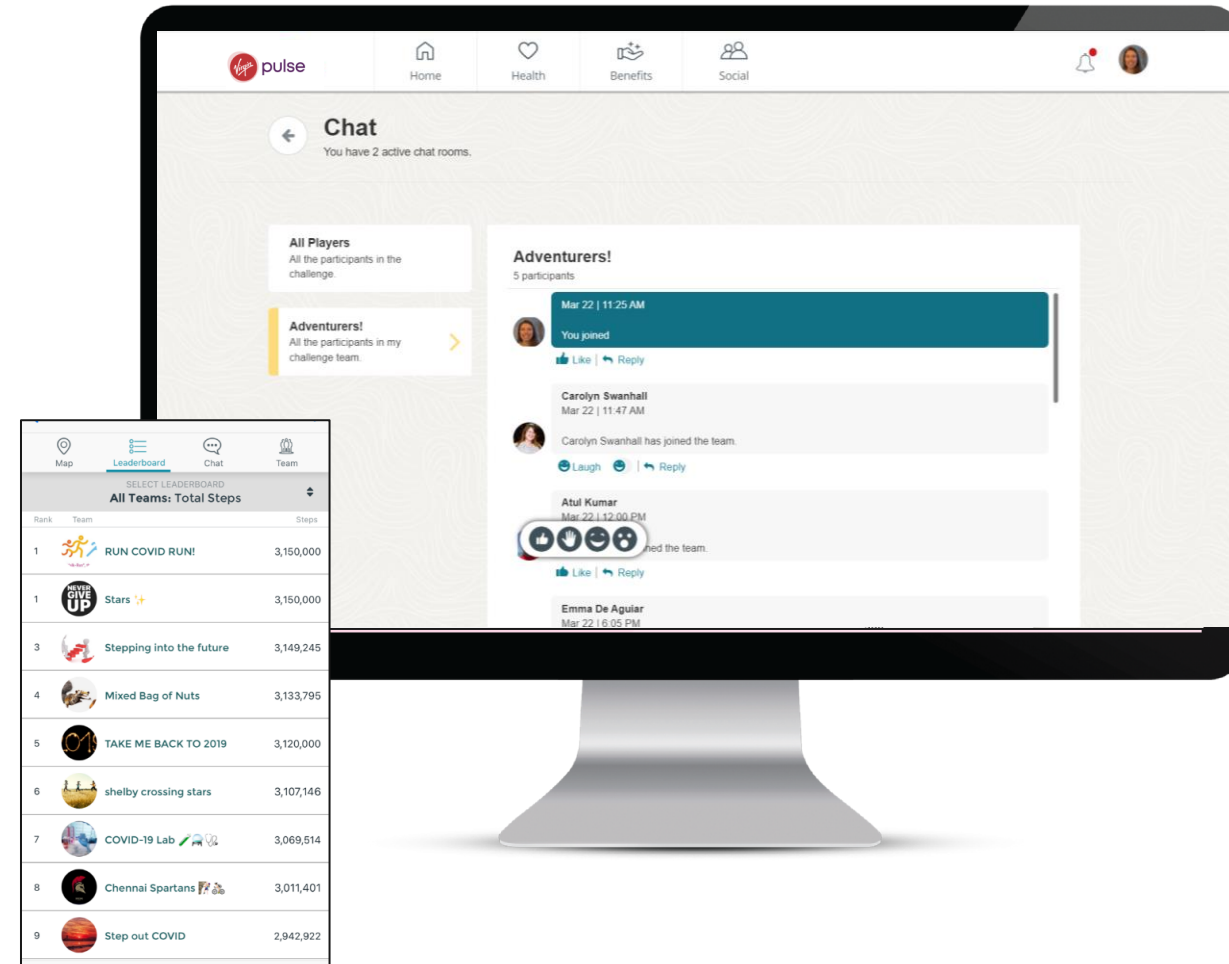 Virgin pulse
Home
Health
Benefits
Social
Chat
You have 2 active chat rooms.
All Players
All the participants in the
challenge.
Adventurers!
All the participants in my
challenge team.
Adventurers!
5 participants
Mar 22 | 11:25 AM
You joined
Like | Reply
Carolyn Swanhall
Mar 22 | 11:47 AM
Carolyn Swanhall has joined the team.
Laugh | Reply
Atul Kumar
Mar 22 | 12:00 PM
ned the team.
Like | Reply
Emma De Aguiar
Mar 22 | 6:05 PM
Map
Leaderboard
Chat
Team
SELECT LEADERBOARD
All Teams: Total Steps
Rank Team Steps
1 RUN COVID RUN! 3,150,000
1 NEVER GIVE UP Stars ✨ 3,150,000
3 Stepping into the future 3,149,245
4 Mixed Bag of Nuts 3,133,795
5 TAKE ME BACK TO 2019 3,120,000
6 shelby crossing stars 3,107,146
7 COVID-19 Lab 3,069,514
8 Chennai Spartans 3,011,401
9 Step out COVID 2,942,922